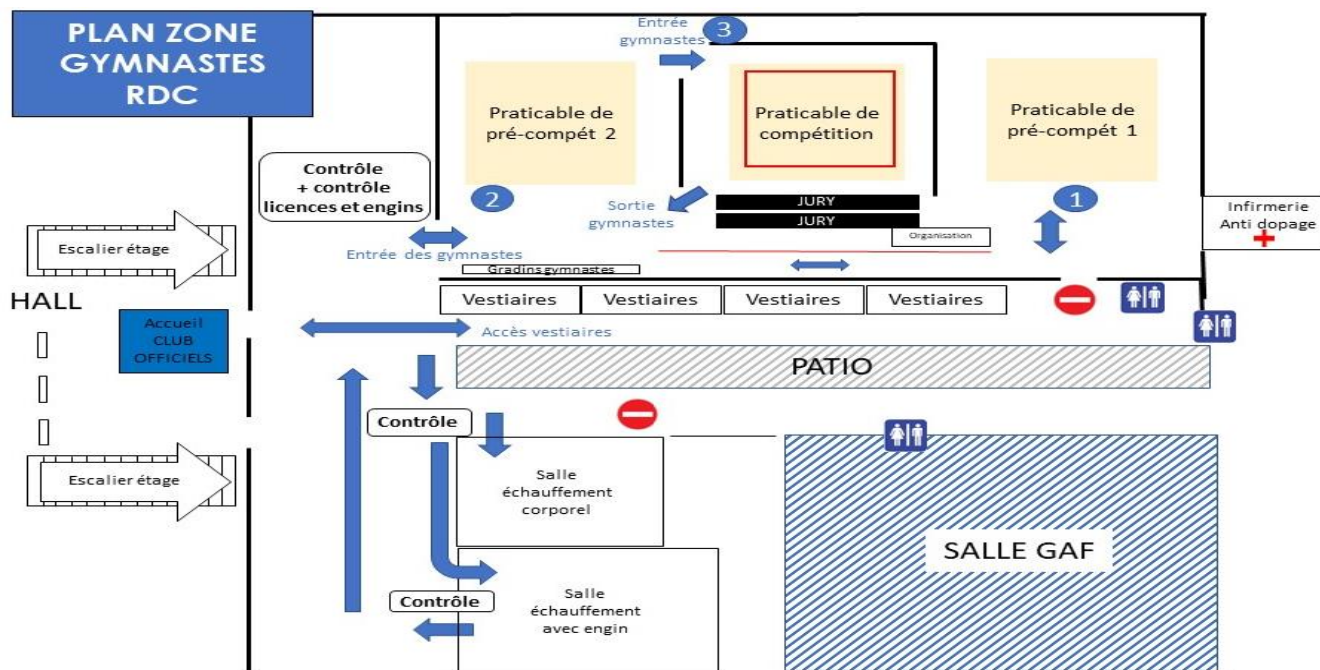 PLAN ZONE
GYMNASTES
RDC
Entrée
gymnastes
3
Praticable de
pré-compét 2
Praticable de
compétition
Praticable de
pré-compét 1
Contrôle
+ contrôle
licences et engins
2
Sortie
gymnastes
JURY
JURY
Organisation
1
Infirmerie
Anti dopage
Escalier étage
Entrée des gymnastes
Gradins gymnastes
HALL
Vestiaires
Vestiaires
Vestiaires
Vestiaires
Accueil
CLUB
OFFICIELS
Accès vestiaires
PATIO
Contrôle
Escalier étage
Salle
échauffement
corporel
SALLE GAF
Contrôle
Salle
échauffement
avec engin